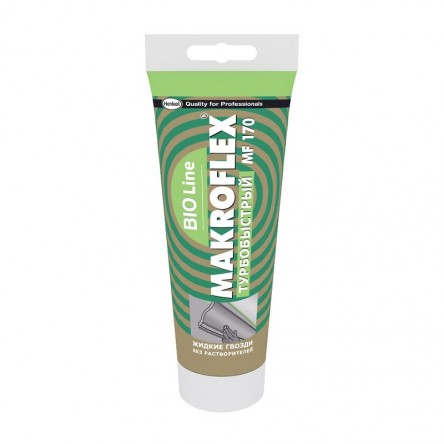 Henkel
Quality for Professionals
BIO Line
MAKROFLEX®
ТУРБОБЫСТРЫЙ MF 170
ЖИДКИЕ ГВОЗДИ
БЕЗ РАСТВОРИТЕЛЕЙ